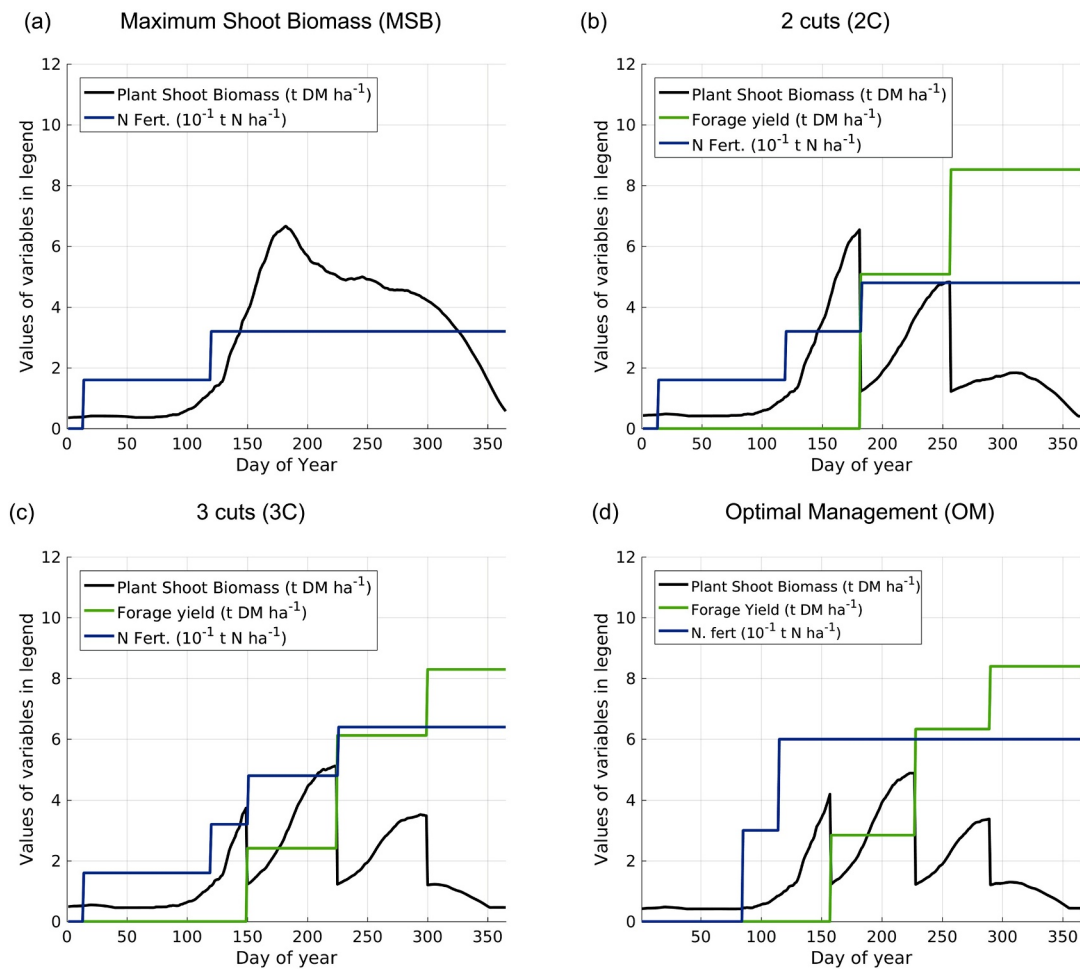 (a) Maximum Shoot Biomass (MSB)
12
10
8
6
4
2
0
Values of variables in legend
Plant Shoot Biomass (t DM ha⁻¹)
N Fert. (10⁻¹ t N ha⁻¹)
0 50 100 150 200 250 300 350
Day of Year
(b) 2 cuts (2C)
12
10
8
6
4
2
0
Values of variables in legend
Plant Shoot Biomass (t DM ha⁻¹)
Forage yield (t DM ha⁻¹)
N Fert. (10⁻¹ t N ha⁻¹)
0 50 100 150 200 250 300 350
Day of year
(c) 3 cuts (3C)
12
10
8
6
4
2
0
Values of variables in legend
Plant Shoot Biomass (t DM ha⁻¹)
Forage yield (t DM ha⁻¹)
N Fert. (10⁻¹ t N ha⁻¹)
0 50 100 150 200 250 300 350
Day of year
(d) Optimal Management (OM)
12
10
8
6
4
2
0
Values of variables in legend
Plant Shoot Biomass (t DM ha⁻¹)
Forage Yield (t DM ha⁻¹)
N. fert (10⁻¹ t N ha⁻¹)
0 50 100 150 200 250 300 350
Day of year